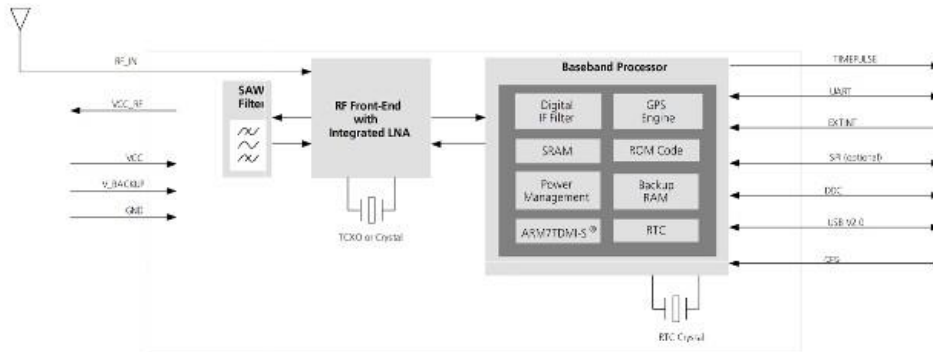 RF_IN
VCC_RF
VCC
V_BACKUP
GND
SAW
Filter
RF Front-End
with
Integrated LNA
TCXO or Crystal
Baseband Processor
Digital
IF Filter
GPS
Engine
SRAM
ROM Code
Power
Management
Backup
RAM
ARM7TDMI-S®
RTC
RTC Crystal
TIMEPULSE
UART
EXTINT
SPI (optional)
DDC
USB V2.0